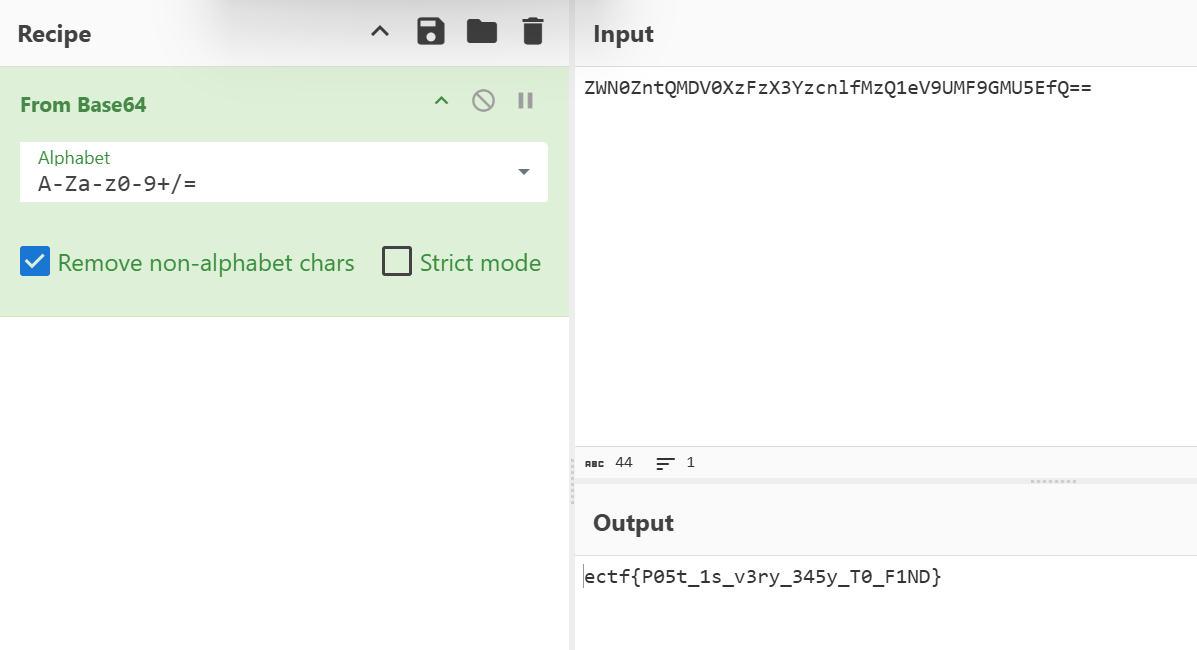 Recipe
From Base64
Alphabet
A-Za-z0-9+/=
Remove non-alphabet chars
Strict mode
Input
ZWN0ZntQMDV0XzFzX3YzcnlfMzQ1eV9UMF9GMU5EfQ==
ABC 44
1
Output
ectf{P05t_1s_v3ry_345y_T0_F1ND}